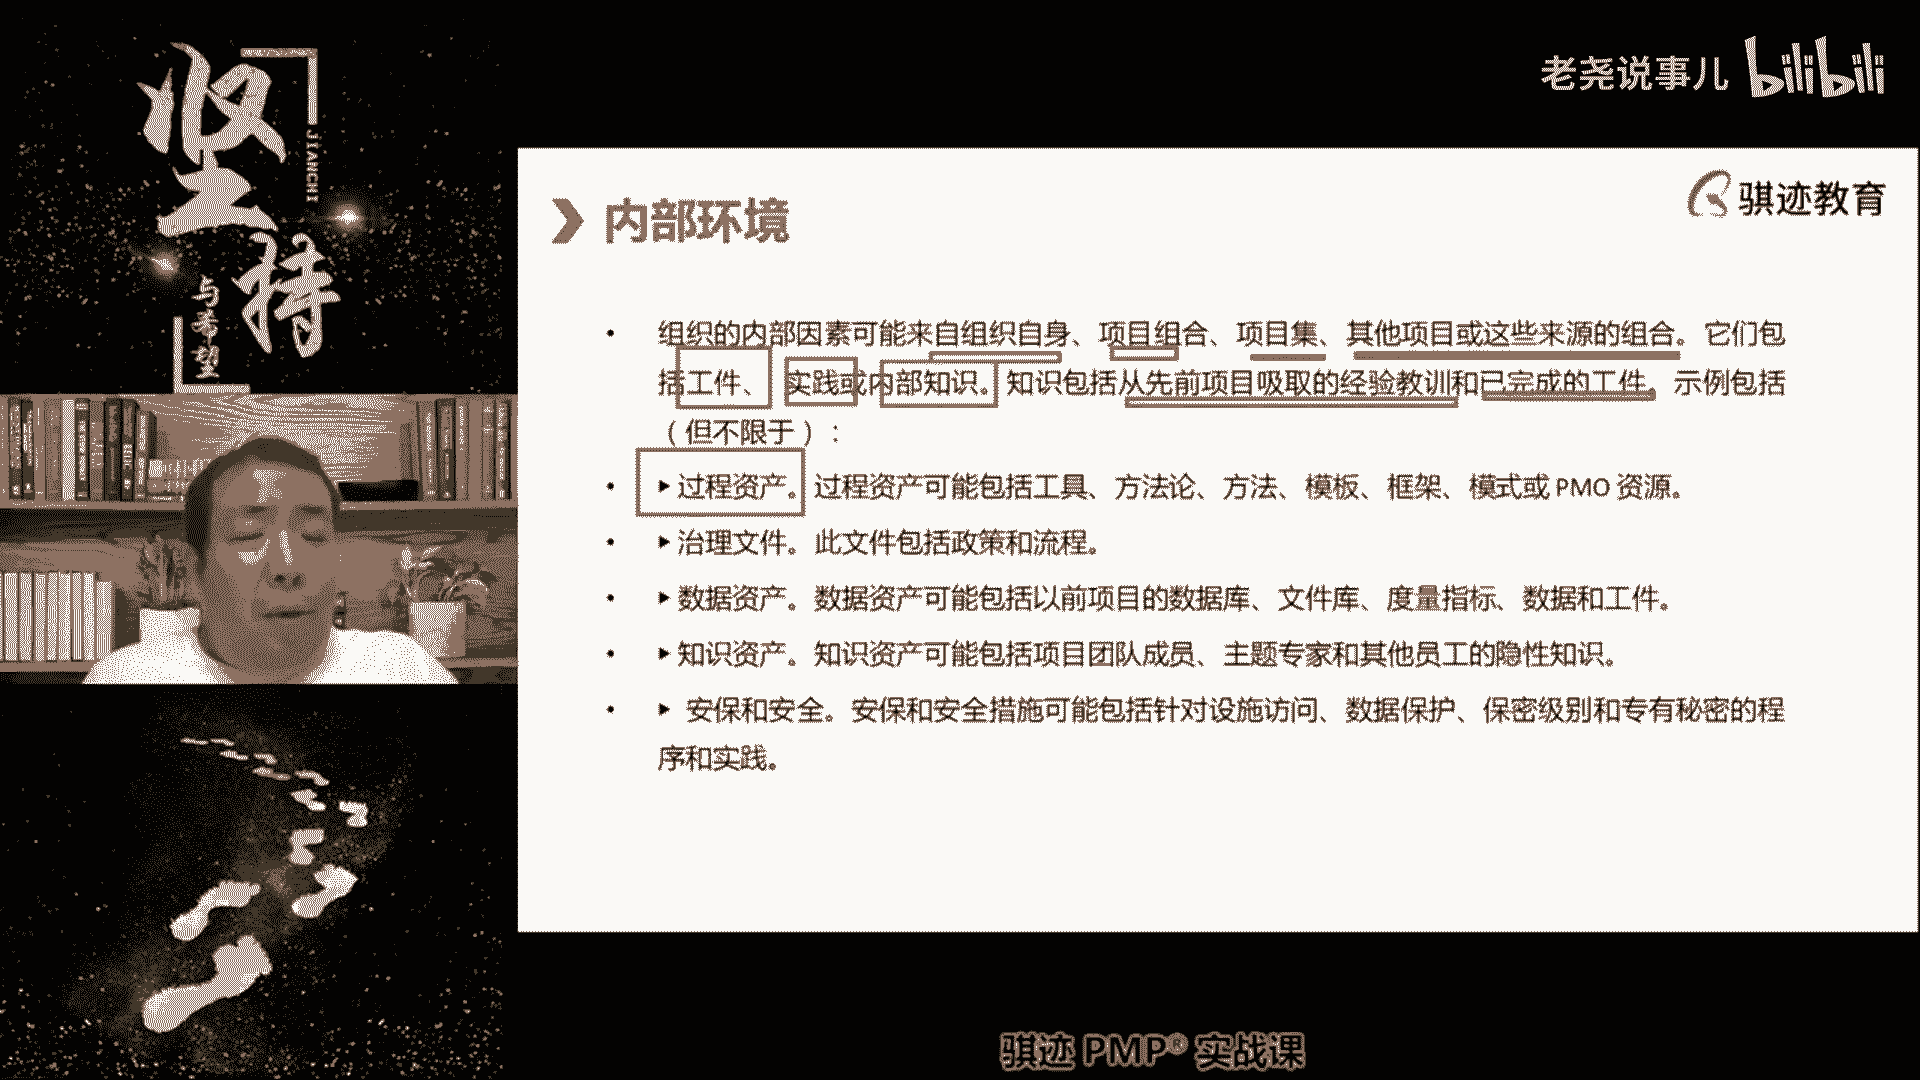 坚持
JIANCHI
与希望
老尧说事儿 bilibili
骐迹教育
内部环境
• 组织的内部因素可能来自组织自身、项目组合、项目集、其他项目或这些来源的组合。它们包
括工件、实践或内部知识。知识包括从先前项目吸取的经验教训和已完成的工件。示例包括
（但不限于）：
• ▶过程资产。过程资产可能包括工具、方法论、方法、模板、框架、模式或 PMO 资源。
• ▶治理文件。此文件包括政策和流程。
• ▶数据资产。数据资产可能包括以前项目的数据库、文件库、度量指标、数据和工件。
• ▶知识资产。知识资产可能包括项目团队成员、主题专家和其他员工的隐性知识。
• ▶ 安保和安全。安保和安全措施可能包括针对设施访问、数据保护、保密级别和专有秘密的程
序和实践。
骐迹 PMP® 实战课